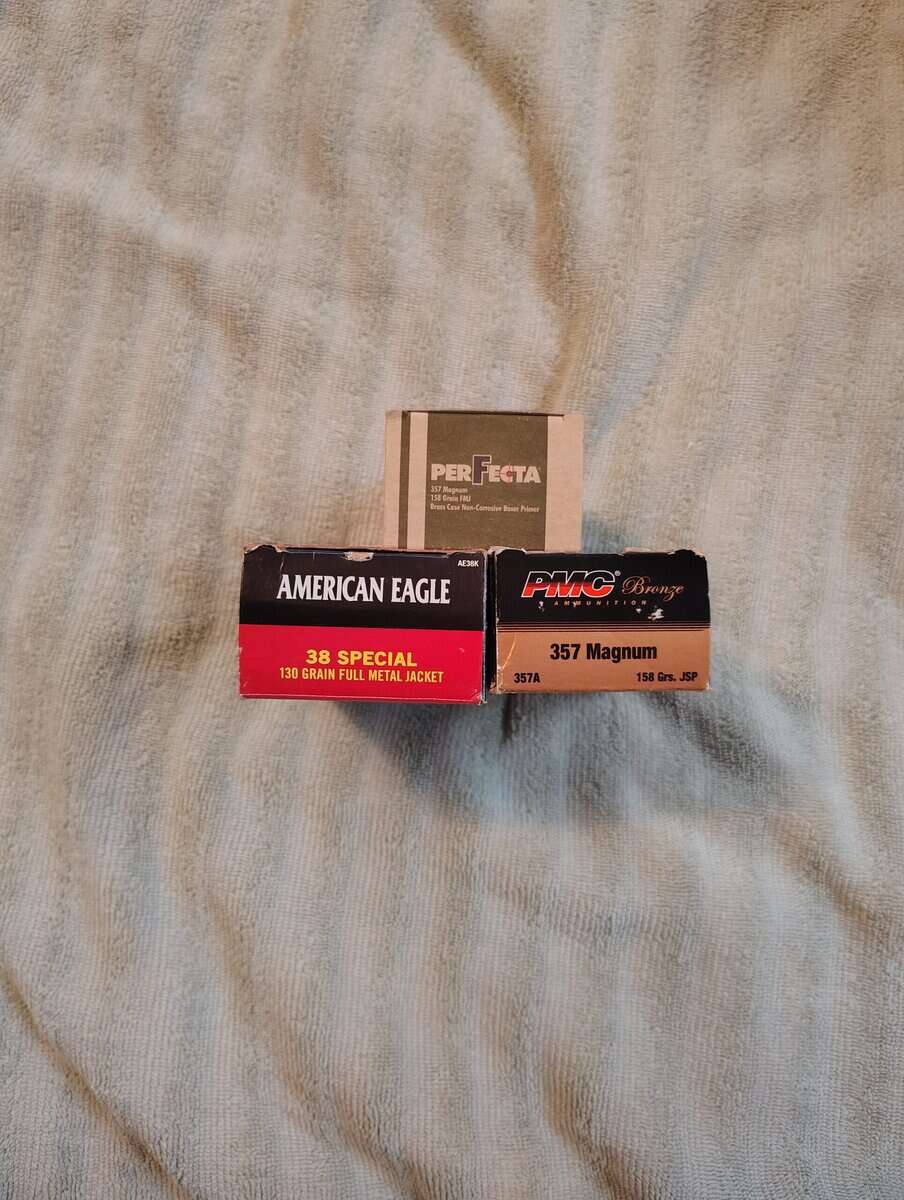 PERFECTA
357 Magnum
158 Grain FMJ
Brass Case Non-Corrosive Boxer Primer
AE38K
AMERICAN EAGLE
38 SPECIAL
130 GRAIN FULL METAL JACKET
PMC® Bronze
AMMUNITION
357 Magnum
357A 158 Grs. JSP